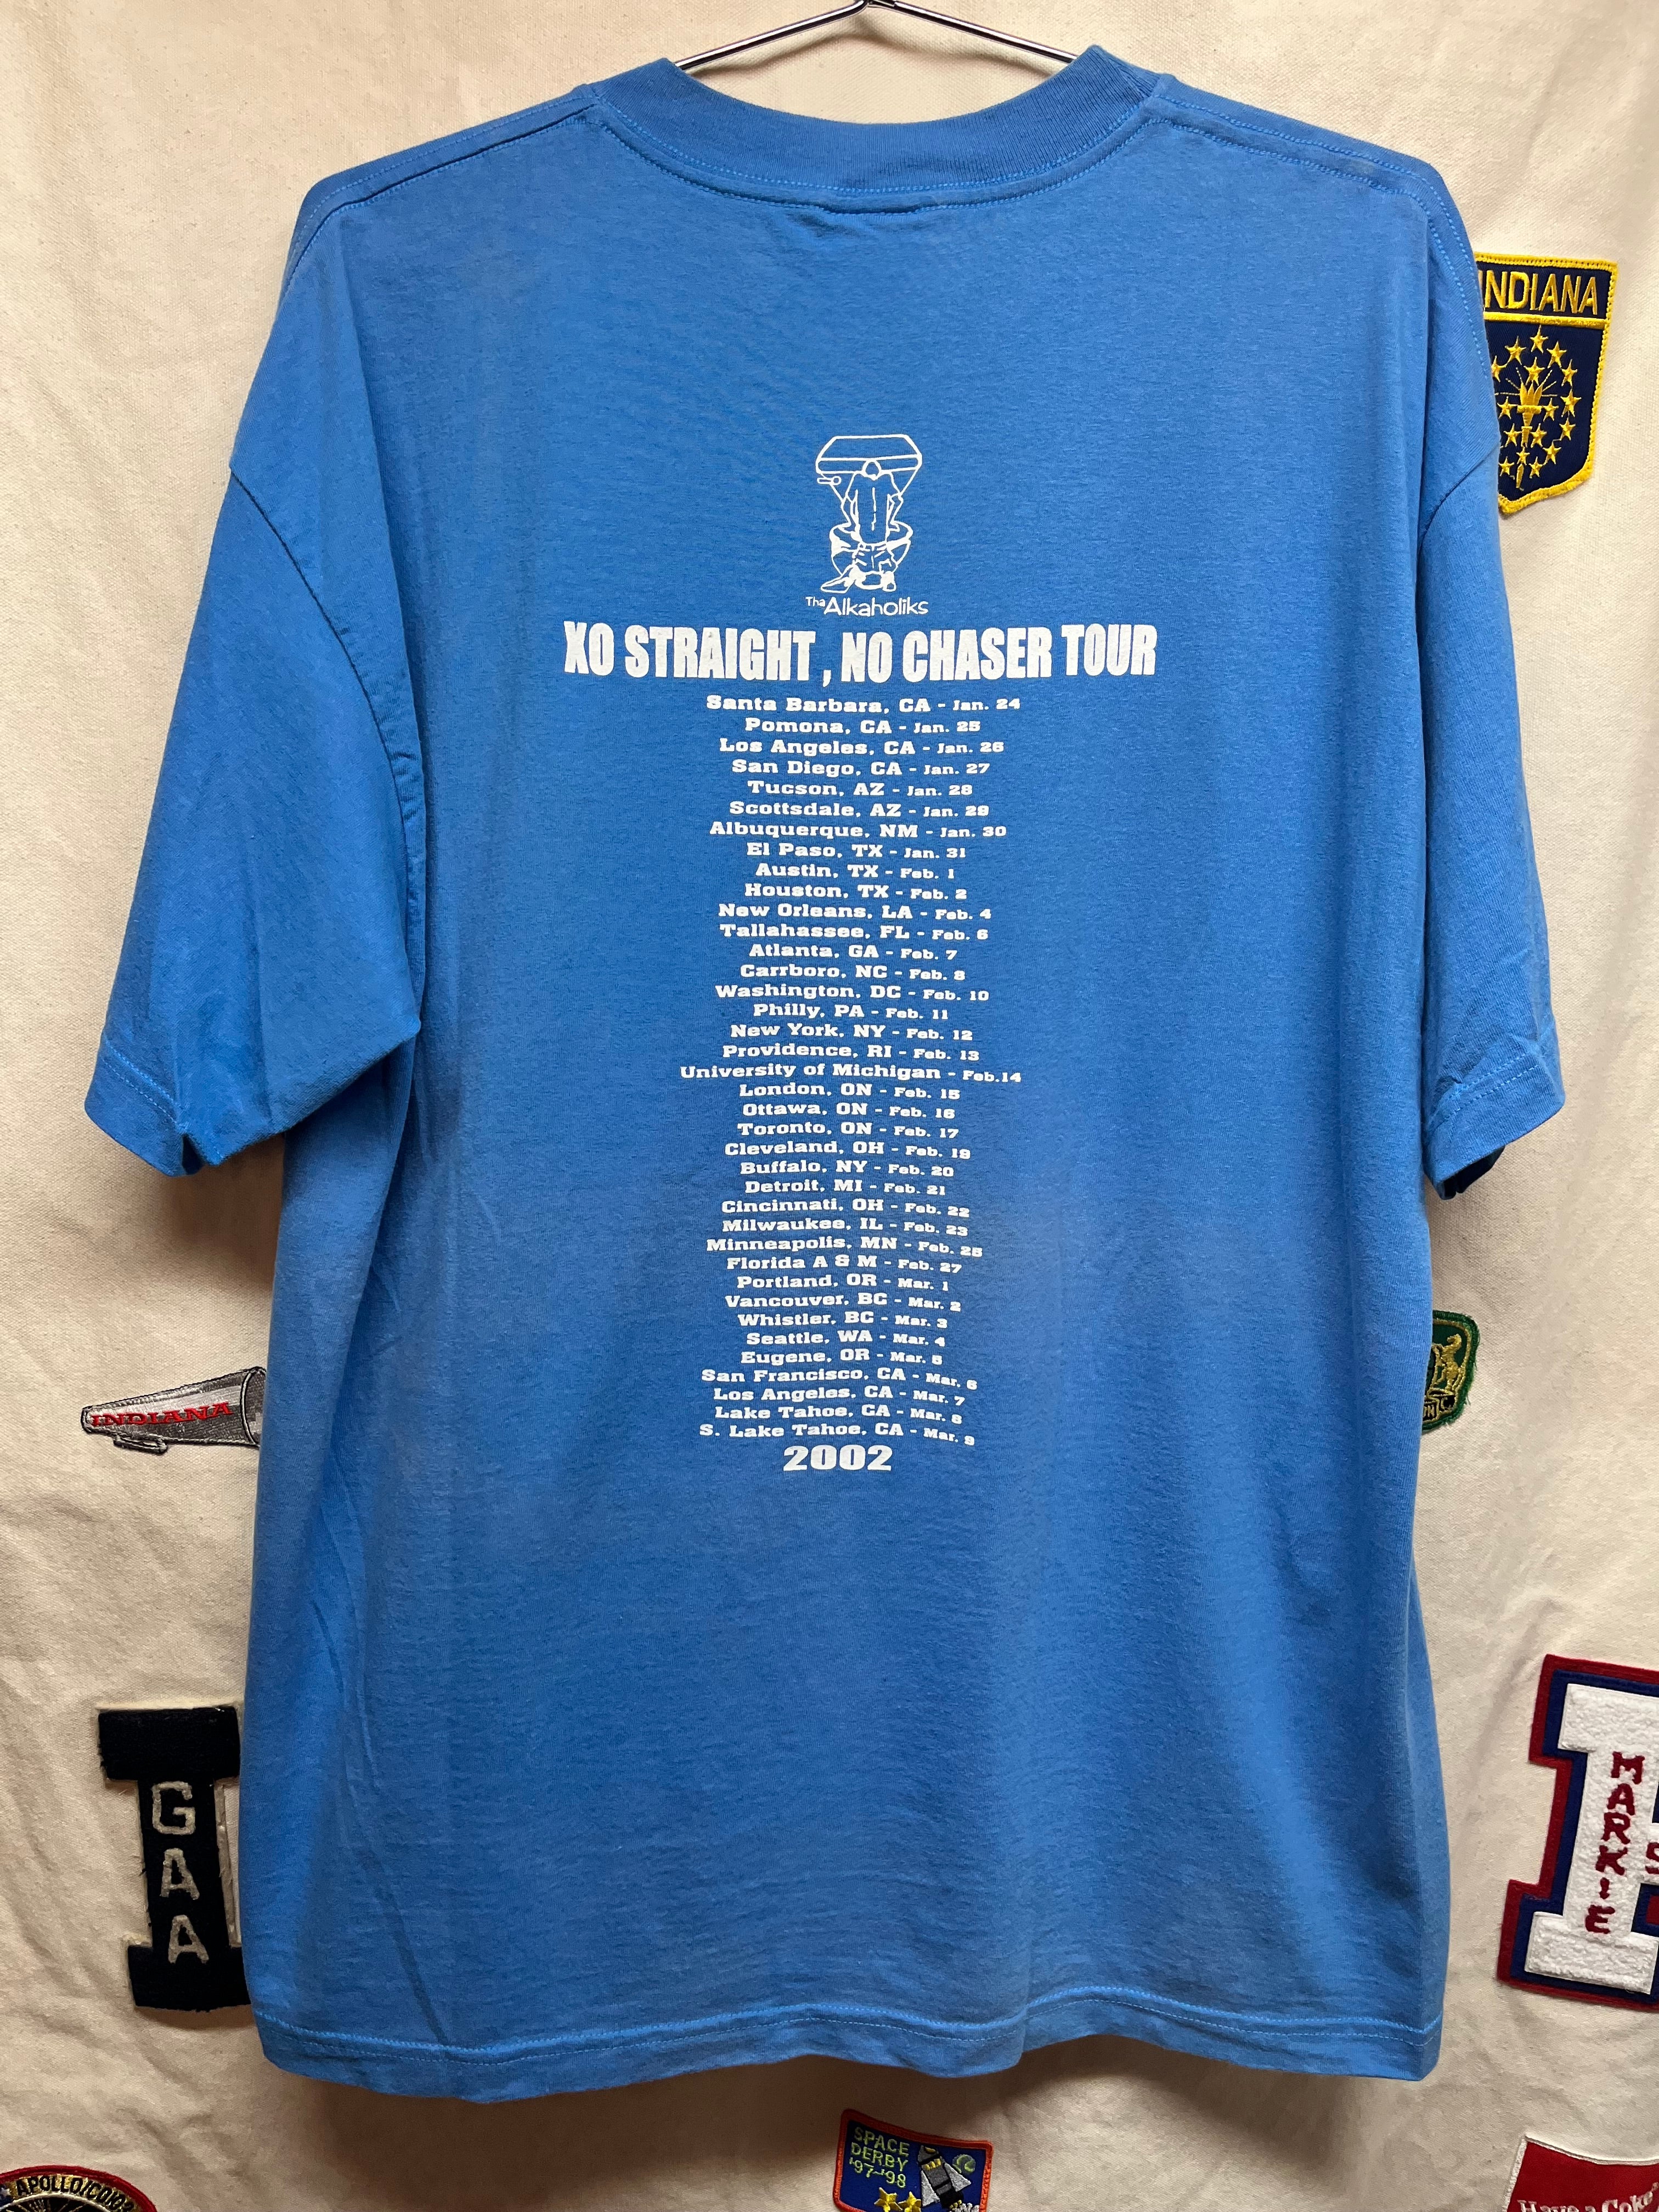 Tha Alkaholiks
XO STRAIGHT, NO CHASER TOUR
Santa Barbara, CA - Jan. 24
Pomona, CA - Jan. 25
Los Angeles, CA - Jan. 26
San Diego, CA - Jan. 27
Tucson, AZ - Jan. 28
Scottsdale, AZ - Jan. 29
Albuquerque, NM - Jan. 30
El Paso, TX - Jan. 31
Austin, TX - Feb. 1
Houston, TX - Feb. 2
New Orleans, LA - Feb. 4
Tallahassee, FL - Feb. 6
Atlanta, GA - Feb. 7
Carrboro, NC - Feb. 8
Washington, DC - Feb. 10
Philly, PA - Feb. 11
New York, NY - Feb. 12
Providence, RI - Feb. 13
University of Michigan - Feb.14
London, ON - Feb. 15
Ottawa, ON - Feb. 16
Toronto, ON - Feb. 17
Cleveland, OH - Feb. 19
Buffalo, NY - Feb. 20
Detroit, MI - Feb. 21
Cincinnati, OH - Feb. 22
Milwaukee, IL - Feb. 23
Minneapolis, MN - Feb. 25
Florida A & M - Feb. 27
Portland, OR - Mar. 1
Vancouver, BC - Mar. 2
Whistler, BC - Mar. 3
Seattle, WA - Mar. 4
Eugene, OR - Mar. 5
San Francisco, CA - Mar. 6
Los Angeles, CA - Mar. 7
Lake Tahoe, CA - Mar. 8
S. Lake Tahoe, CA - Mar. 9
2002
INDIANA
INDIANA
GAA
MARKIE
SPACE
DERBY
'97-'98
Have a Coke